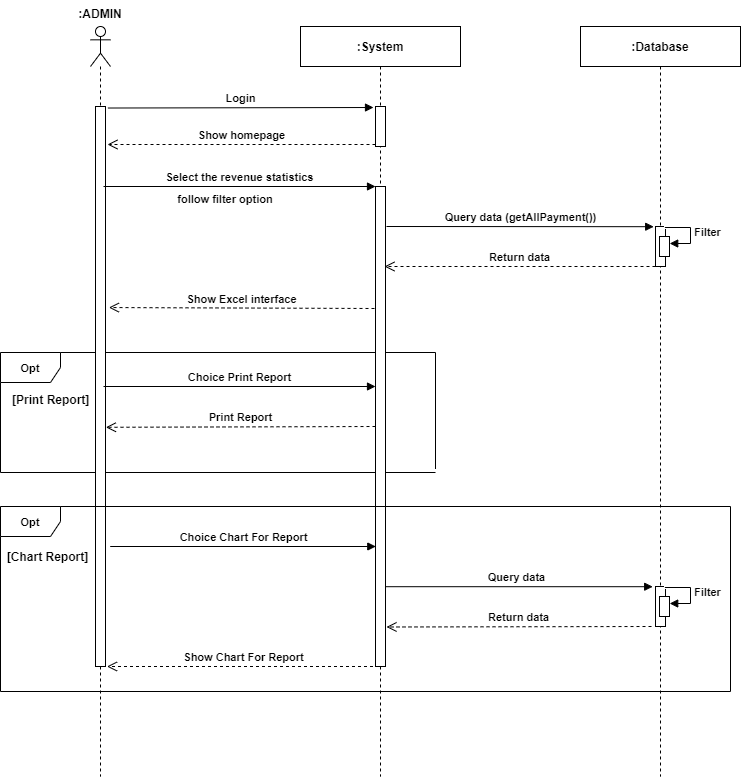 :ADMIN
:System
:Database
Login
Show homepage
Select the revenue statistics
follow filter option
Query data (getAllPayment())
Filter
Return data
Show Excel interface
Opt
Choice Print Report
[Print Report]
Print Report
Opt
Choice Chart For Report
[Chart Report]
Query data
Filter
Return data
Show Chart For Report